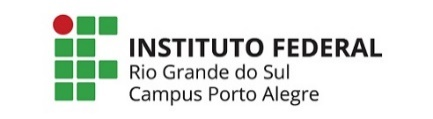 INSTITUTO FEDERAL
Rio Grande do Sul
Campus Porto Alegre